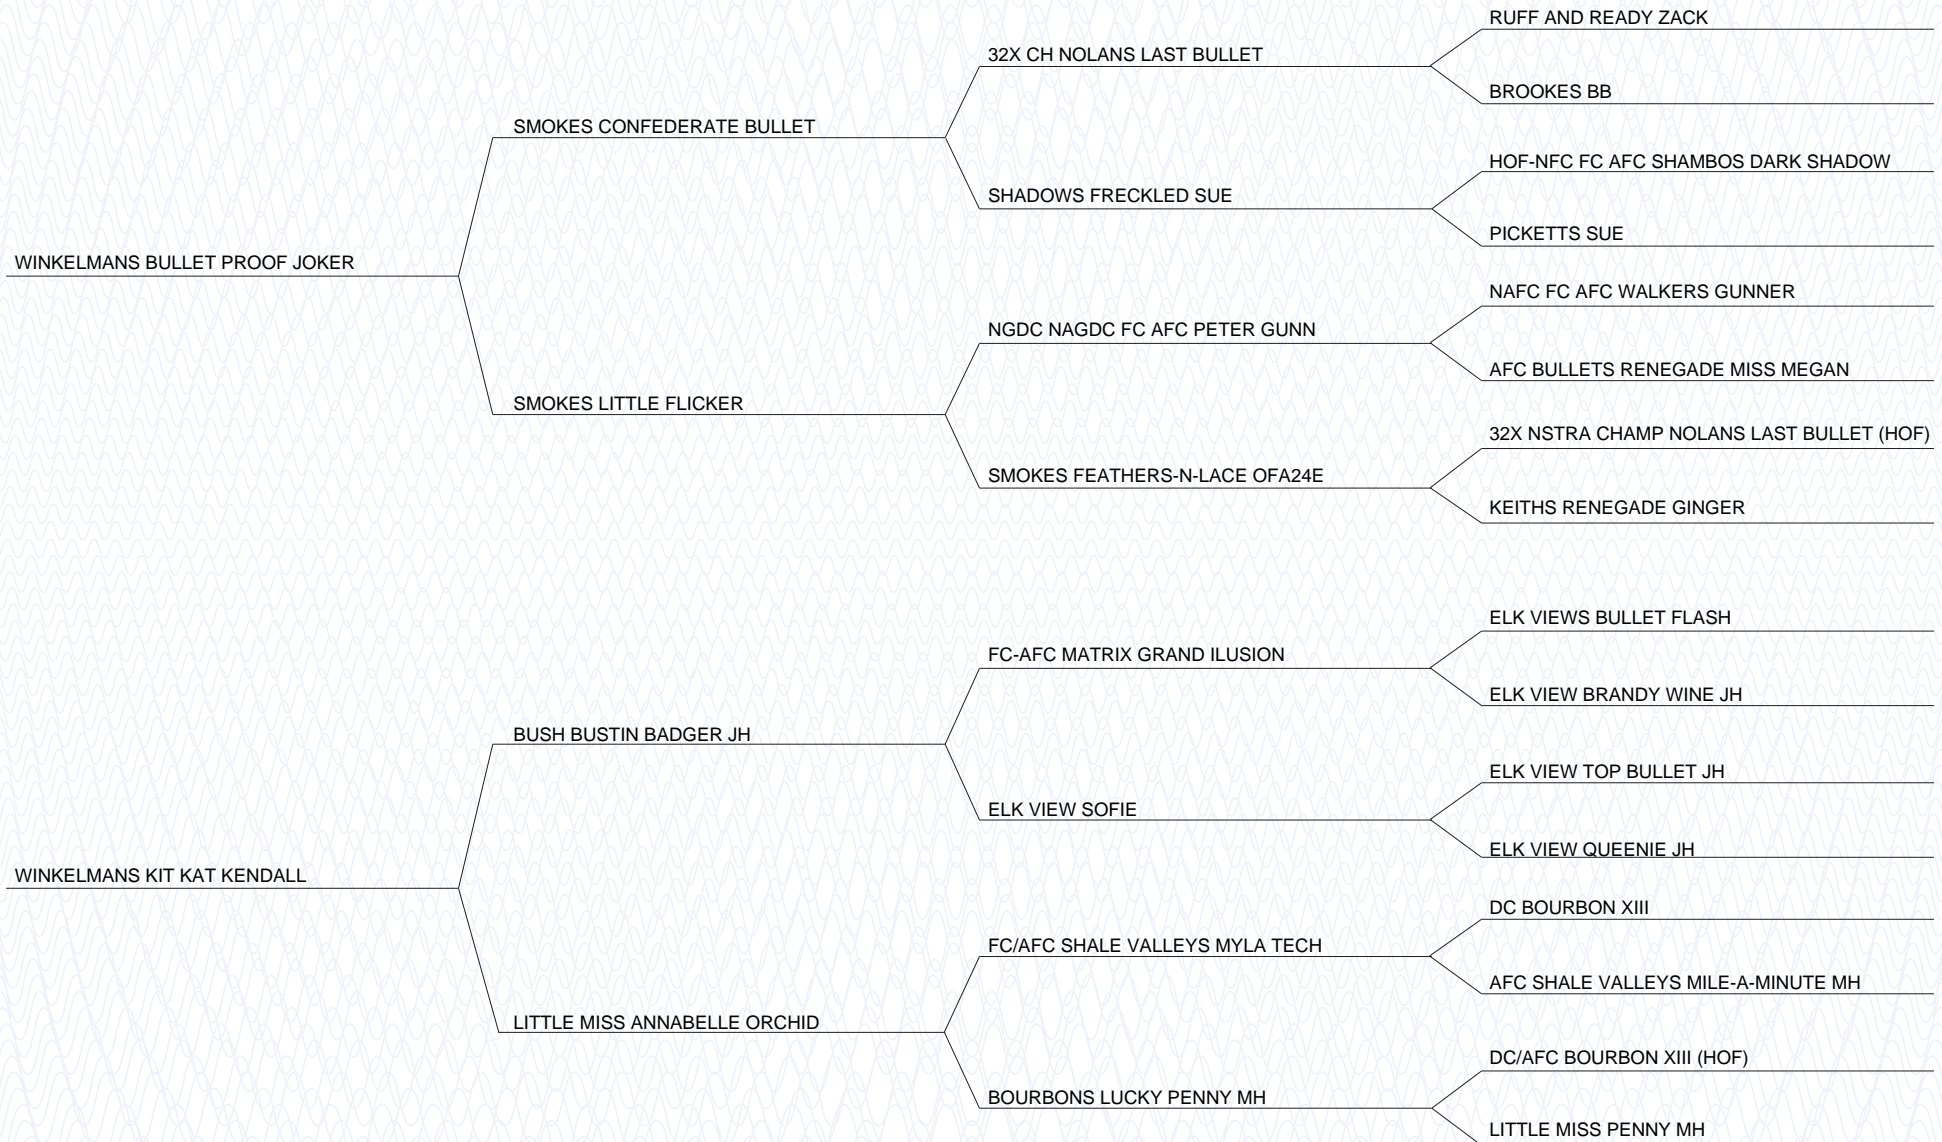 RUFF AND READY ZACK
32X CH NOLANS LAST BULLET
BROOKES BB
SMOKES CONFEDERATE BULLET
HOF-NFC FC AFC SHAMBOS DARK SHADOW
SHADOWS FRECKLED SUE
PICKETTS SUE
WINKELMANS BULLET PROOF JOKER
NAFC FC AFC WALKERS GUNNER
NGDC NAGDC FC AFC PETER GUNN
AFC BULLETS RENEGADE MISS MEGAN
SMOKES LITTLE FLICKER
32X NSTRA CHAMP NOLANS LAST BULLET (HOF)
SMOKES FEATHERS-N-LACE OFA24E
KEITHS RENEGADE GINGER
ELK VIEWS BULLET FLASH
FC-AFC MATRIX GRAND ILUSION
ELK VIEW BRANDY WINE JH
BUSH BUSTIN BADGER JH
ELK VIEW TOP BULLET JH
ELK VIEW SOFIE
ELK VIEW QUEENIE JH
WINKELMANS KIT KAT KENDALL
DC BOURBON XIII
FC/AFC SHALE VALLEYS MYLA TECH
AFC SHALE VALLEYS MILE-A-MINUTE MH
LITTLE MISS ANNABELLE ORCHID
DC/AFC BOURBON XIII (HOF)
BOURBONS LUCKY PENNY MH
LITTLE MISS PENNY MH